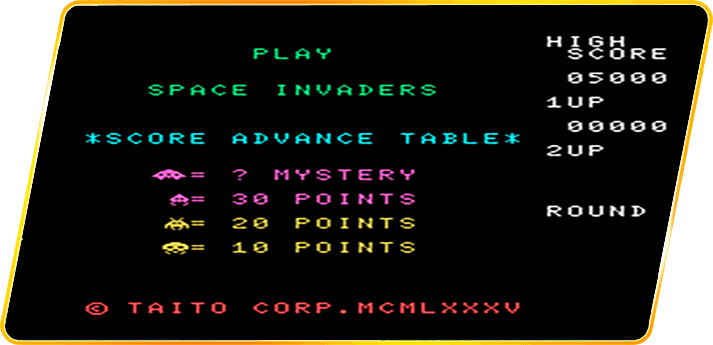 PLAY
SPACE INVADERS
*SCORE ADVANCE TABLE*
= ? MYSTERY
= 30 POINTS
= 20 POINTS
= 10 POINTS
© TAITO CORP.MCMLXXXV
HIGH
SCORE
05000
1UP
00000
2UP
ROUND